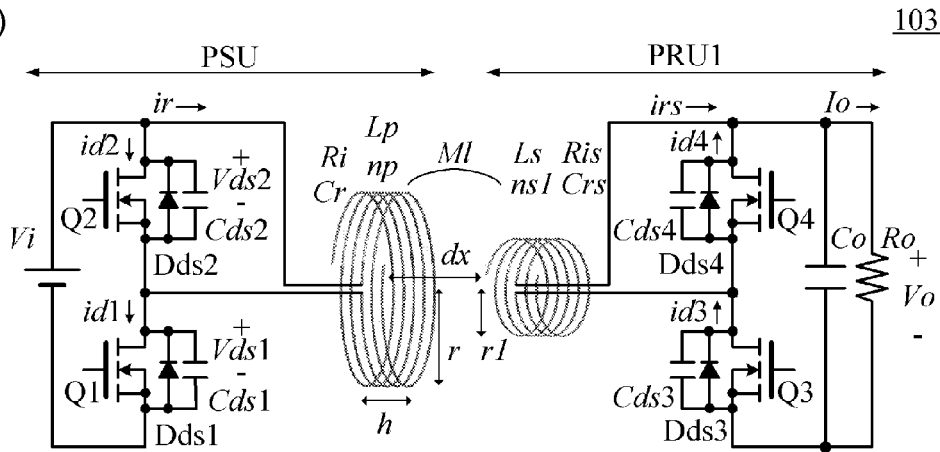 )
103
PSU
PRU1
ir →
irs →
Io →
id2 ↓
+
Vds2
-
Cds2
Q2
Dds2
Vi
id1 ↓
+
Vds1
-
Cds1
Q1
Dds1
Ri
Cr
Lp
np
Ml
Ls
ns1
Ris
Crs
dx
r
r1
h
id4 ↑
Cds4
Q4
Dds4
id3 ↑
Cds3
Q3
Dds3
Co
Ro
+
Vo
-